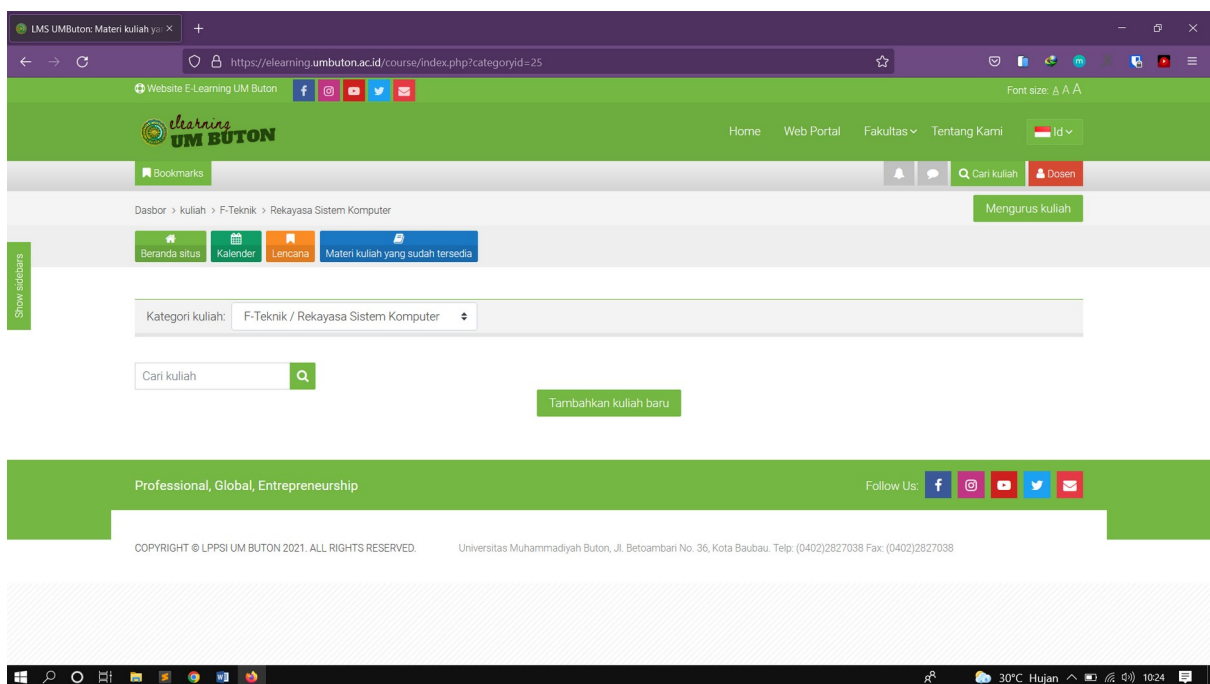 LMS UMButon: Materi kuliah yan
https://elearning.umbuton.ac.id/course/index.php?categoryid=25
Website E-Learning UM Buton
Font size: A A A
elearning
UM BUTON
Home Web Portal Fakultas Tentang Kami Id
Bookmarks
Cari kuliah Dosen
Dasbor > kuliah > F-Teknik > Rekayasa Sistem Komputer
Mengurus kuliah
Beranda situs Kalender Lencana Materi kuliah yang sudah tersedia
Show sidebars
Kategori kuliah: F-Teknik / Rekayasa Sistem Komputer
Cari kuliah
Tambahkan kuliah baru
Professional, Global, Entrepreneurship
Follow Us:
COPYRIGHT © LPPSI UM BUTON 2021. ALL RIGHTS RESERVED.
Universitas Muhammadiyah Buton, Jl. Betoambari No. 36, Kota Baubau. Telp: (0402)2827038 Fax: (0402)2827038
30°C Hujan 10:24